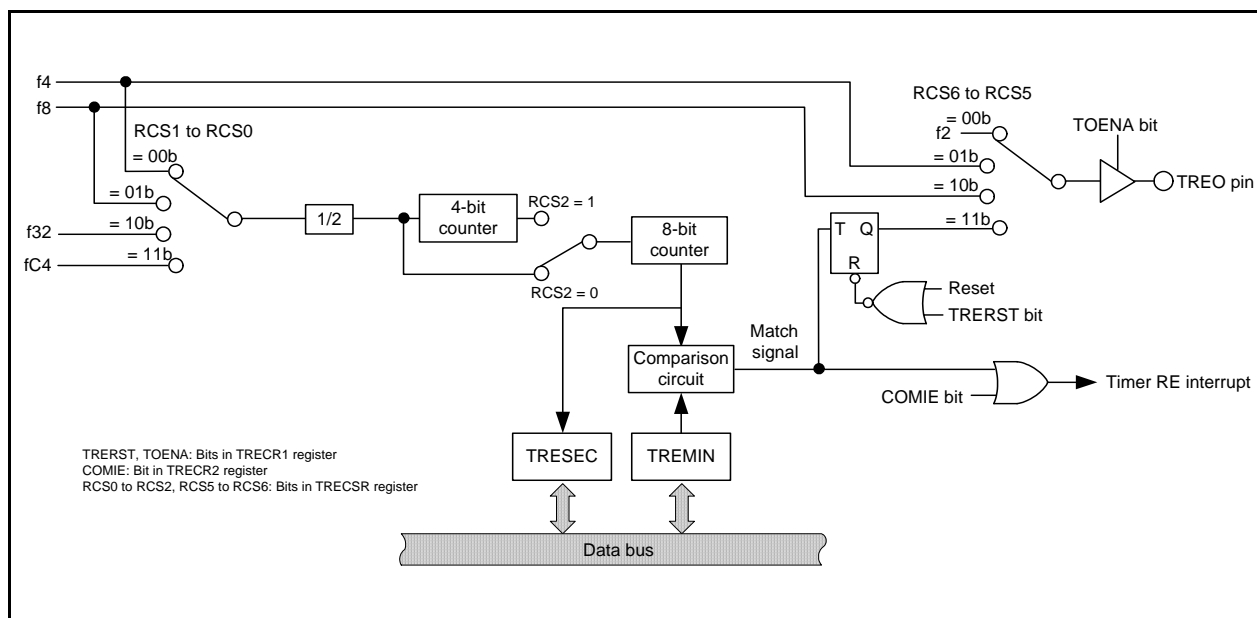 f4
f8
RCS6 to RCS5
= 00b
f2
TOENA bit
RCS1 to RCS0
= 00b
= 01b
TREO pin
= 01b
= 10b
4-bit
counter
RCS2 = 1
1/2
8-bit
counter
T Q
R
= 11b
f32
= 10b
fC4
= 11b
RCS2 = 0
Reset
TRERST bit
Match
signal
Comparison
circuit
COMIE bit
Timer RE interrupt
TRESEC
TREMIN
TRERST, TOENA: Bits in TRECR1 register
COMIE: Bit in TRECR2 register
RCS0 to RCS2, RCS5 to RCS6: Bits in TRECSR register
Data bus